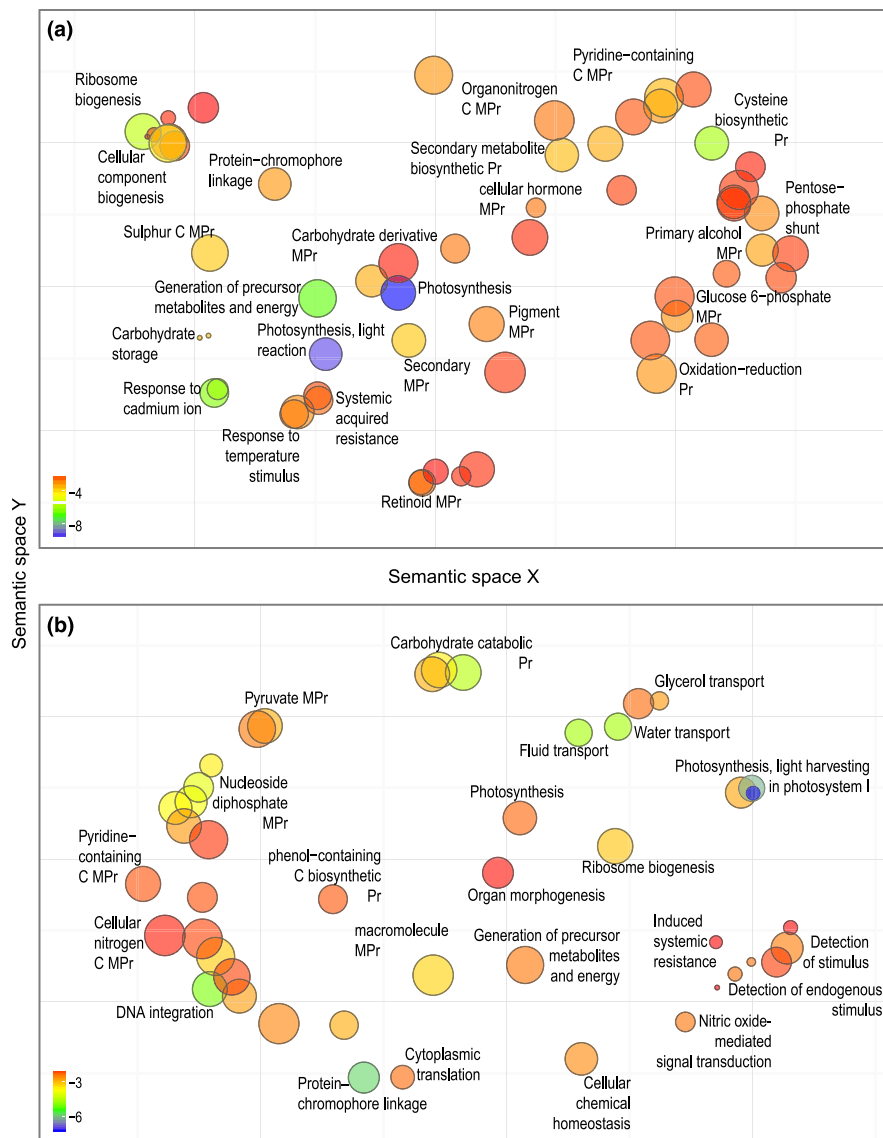 (a)
Pyridine−containing
C MPr
Ribosome
biogenesis
Organonitrogen
C MPr
Cysteine
biosynthetic
Pr
Cellular
component
biogenesis
Protein−chromophore
linkage
Secondary metabolite
biosynthetic Pr
cellular hormone
MPr
Pentose−
phosphate
shunt
Sulphur C MPr
Carbohydrate derivative
MPr
Primary alcohol
MPr
Generation of precursor
metabolites and energy
Photosynthesis
Glucose 6−phosphate
MPr
Carbohydrate
storage
Photosynthesis, light
reaction
Pigment
MPr
Secondary
MPr
Oxidation−reduction
Pr
Response to
cadmium ion
Systemic
acquired
resistance
Response to
temperature
stimulus
Retinoid MPr
−4
−8
Semantic space Y
Semantic space X
(b)
Carbohydrate catabolic
Pr
Glycerol transport
Pyruvate MPr
Water transport
Fluid transport
Photosynthesis, light harvesting
in photosystem I
Nucleoside
diphosphate
MPr
Photosynthesis
Pyridine−
containing
C MPr
phenol−containing
C biosynthetic
Pr
Ribosome biogenesis
Organ morphogenesis
Cellular
nitrogen
C MPr
macromolecule
MPr
Generation of precursor
metabolites and energy
Induced
systemic
resistance
Detection
of stimulus
DNA integration
Detection of endogenous
stimulus
Nitric oxide-
mediated
signal transduction
Protein−
chromophore linkage
Cytoplasmic
translation
Cellular
chemical
homeostasis
−3
−6